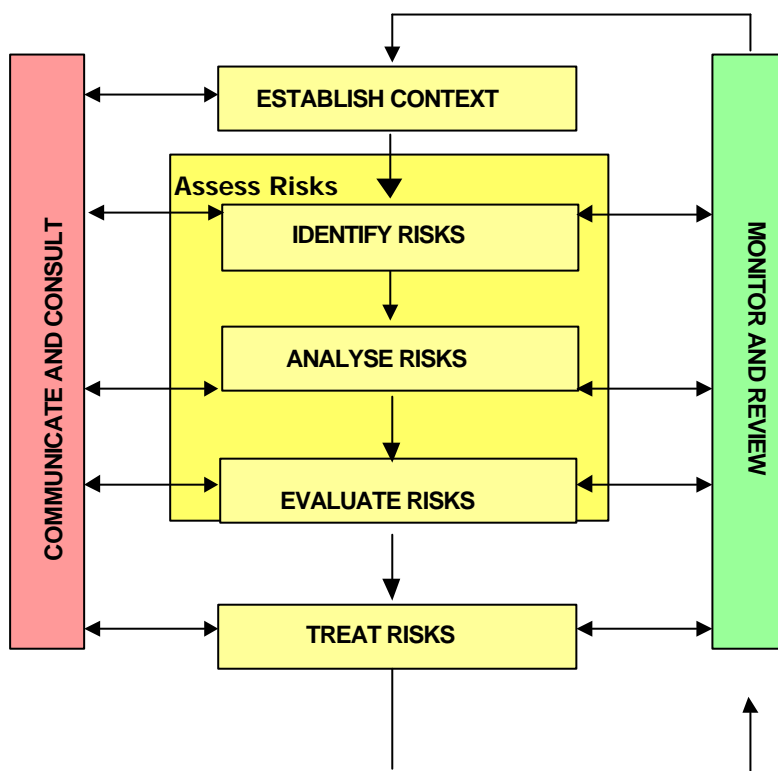 ESTABLISH CONTEXT
Assess Risks
IDENTIFY RISKS
ANALYSE RISKS
EVALUATE RISKS
TREAT RISKS
COMMUNICATE AND CONSULT
MONITOR AND REVIEW